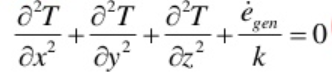 ∂²T/∂x² + ∂²T/∂y² + ∂²T/∂z² + ė_gen/k = 0